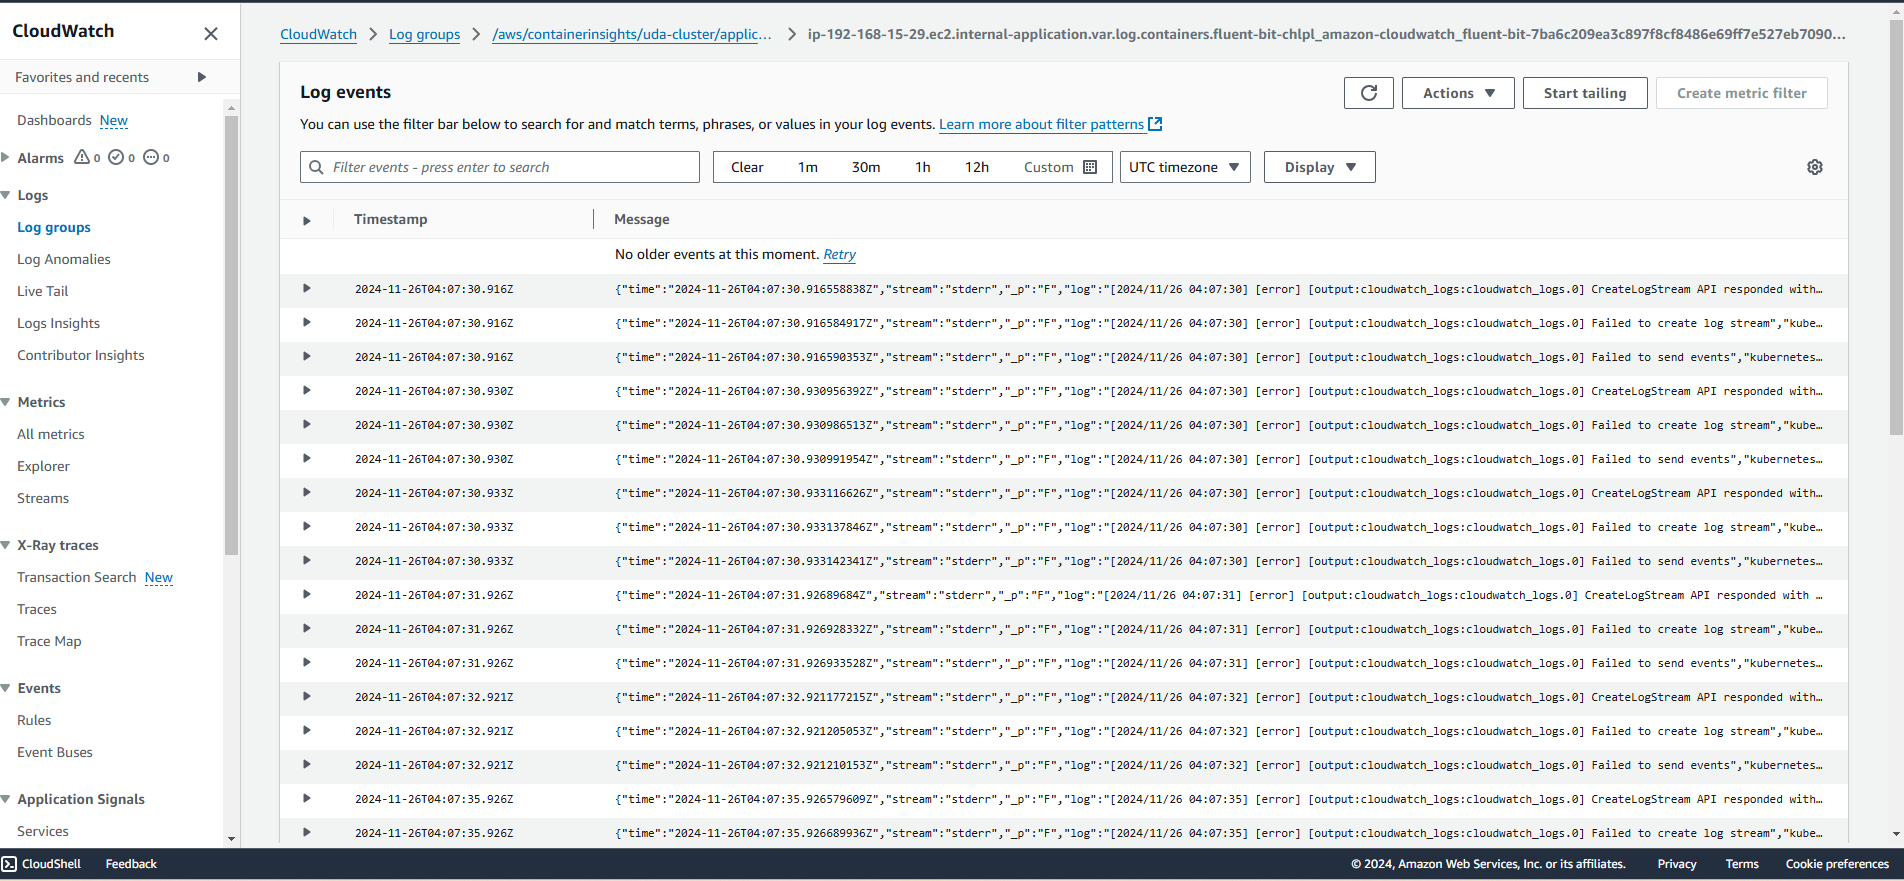 CloudWatch
Favorites and recents
Dashboards New
Alarms 0 0 0
Logs
Log groups
Log Anomalies
Live Tail
Logs Insights
Contributor Insights
Metrics
All metrics
Explorer
Streams
X-Ray traces
Transaction Search New
Traces
Trace Map
Events
Rules
Event Buses
Application Signals
Services
CloudWatch > Log groups > /aws/containerinsights/uda-cluster/applic... > ip-192-168-15-29.ec2.internal-application.var.log.containers.fluent-bit-chlpl_amazon-cloudwatch_fluent-bit-7ba6c209ea3c897f8cf8486e69ff7e527eb7090...
Log events
Actions
Start tailing
Create metric filter
You can use the filter bar below to search for and match terms, phrases, or values in your log events. Learn more about filter patterns
Filter events - press enter to search
Clear 1m 30m 1h 12h Custom
UTC timezone
Display
Timestamp Message
No older events at this moment. Retry
2024-11-26T04:07:30.916Z {"time":"2024-11-26T04:07:30.916558838Z","stream":"stderr","_p":"F","log":"[2024/11/26 04:07:30] [error] [output:cloudwatch_logs:cloudwatch_logs.0] CreateLogStream API responded with…
2024-11-26T04:07:30.916Z {"time":"2024-11-26T04:07:30.916584917Z","stream":"stderr","_p":"F","log":"[2024/11/26 04:07:30] [error] [output:cloudwatch_logs:cloudwatch_logs.0] Failed to create log stream","kube…
2024-11-26T04:07:30.916Z {"time":"2024-11-26T04:07:30.916590353Z","stream":"stderr","_p":"F","log":"[2024/11/26 04:07:30] [error] [output:cloudwatch_logs:cloudwatch_logs.0] Failed to send events","kubernetes…
2024-11-26T04:07:30.930Z {"time":"2024-11-26T04:07:30.930956392Z","stream":"stderr","_p":"F","log":"[2024/11/26 04:07:30] [error] [output:cloudwatch_logs:cloudwatch_logs.0] CreateLogStream API responded with…
2024-11-26T04:07:30.930Z {"time":"2024-11-26T04:07:30.930986513Z","stream":"stderr","_p":"F","log":"[2024/11/26 04:07:30] [error] [output:cloudwatch_logs:cloudwatch_logs.0] Failed to create log stream","kube…
2024-11-26T04:07:30.930Z {"time":"2024-11-26T04:07:30.930991954Z","stream":"stderr","_p":"F","log":"[2024/11/26 04:07:30] [error] [output:cloudwatch_logs:cloudwatch_logs.0] Failed to send events","kubernetes…
2024-11-26T04:07:30.933Z {"time":"2024-11-26T04:07:30.933116626Z","stream":"stderr","_p":"F","log":"[2024/11/26 04:07:30] [error] [output:cloudwatch_logs:cloudwatch_logs.0] CreateLogStream API responded with…
2024-11-26T04:07:30.933Z {"time":"2024-11-26T04:07:30.933137846Z","stream":"stderr","_p":"F","log":"[2024/11/26 04:07:30] [error] [output:cloudwatch_logs:cloudwatch_logs.0] Failed to create log stream","kube…
2024-11-26T04:07:30.933Z {"time":"2024-11-26T04:07:30.933142341Z","stream":"stderr","_p":"F","log":"[2024/11/26 04:07:30] [error] [output:cloudwatch_logs:cloudwatch_logs.0] Failed to send events","kubernetes…
2024-11-26T04:07:31.926Z {"time":"2024-11-26T04:07:31.92689684Z","stream":"stderr","_p":"F","log":"[2024/11/26 04:07:31] [error] [output:cloudwatch_logs:cloudwatch_logs.0] CreateLogStream API responded with …
2024-11-26T04:07:31.926Z {"time":"2024-11-26T04:07:31.926928332Z","stream":"stderr","_p":"F","log":"[2024/11/26 04:07:31] [error] [output:cloudwatch_logs:cloudwatch_logs.0] Failed to create log stream","kube…
2024-11-26T04:07:31.926Z {"time":"2024-11-26T04:07:31.926933528Z","stream":"stderr","_p":"F","log":"[2024/11/26 04:07:31] [error] [output:cloudwatch_logs:cloudwatch_logs.0] Failed to send events","kubernetes…
2024-11-26T04:07:32.921Z {"time":"2024-11-26T04:07:32.921177215Z","stream":"stderr","_p":"F","log":"[2024/11/26 04:07:32] [error] [output:cloudwatch_logs:cloudwatch_logs.0] CreateLogStream API responded with…
2024-11-26T04:07:32.921Z {"time":"2024-11-26T04:07:32.921205053Z","stream":"stderr","_p":"F","log":"[2024/11/26 04:07:32] [error] [output:cloudwatch_logs:cloudwatch_logs.0] Failed to create log stream","kube…
2024-11-26T04:07:32.921Z {"time":"2024-11-26T04:07:32.921210153Z","stream":"stderr","_p":"F","log":"[2024/11/26 04:07:32] [error] [output:cloudwatch_logs:cloudwatch_logs.0] Failed to send events","kubernetes…
2024-11-26T04:07:35.926Z {"time":"2024-11-26T04:07:35.926579609Z","stream":"stderr","_p":"F","log":"[2024/11/26 04:07:35] [error] [output:cloudwatch_logs:cloudwatch_logs.0] CreateLogStream API responded with…
2024-11-26T04:07:35.926Z {"time":"2024-11-26T04:07:35.926689936Z","stream":"stderr","_p":"F","log":"[2024/11/26 04:07:35] [error] [output:cloudwatch_logs:cloudwatch_logs.0] Failed to create log stream","kube…
CloudShell Feedback © 2024, Amazon Web Services, Inc. or its affiliates. Privacy Terms Cookie preferences